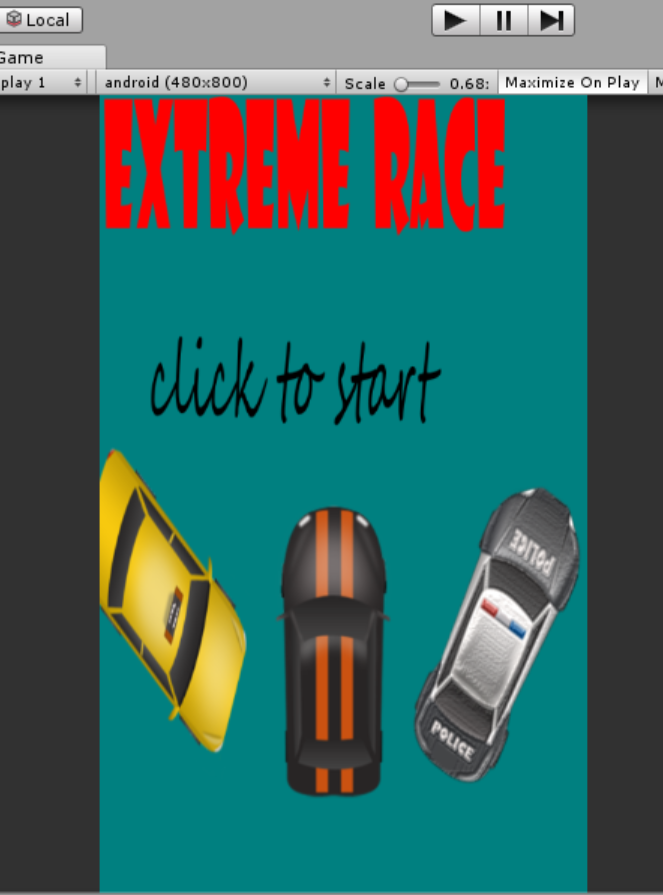 Local
Game
play 1
android (480x800)
Scale
0.68:
Maximize On Play
M
EXTREME RACE
click to start
POLICE
POLICE